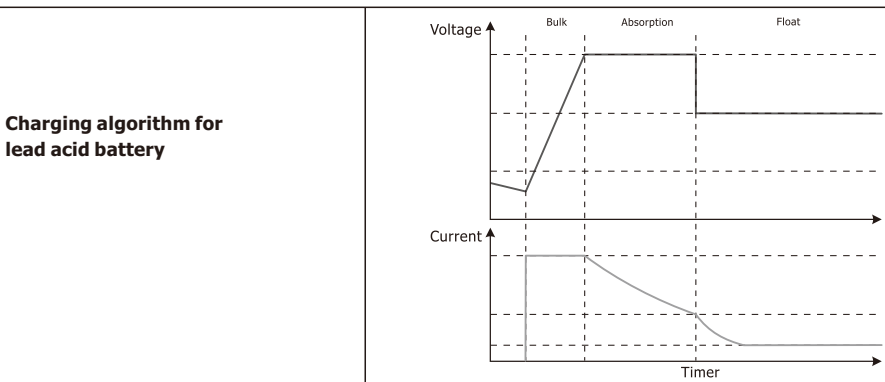 Charging algorithm for
lead acid battery
Voltage
Bulk
Absorption
Float
Current
Timer